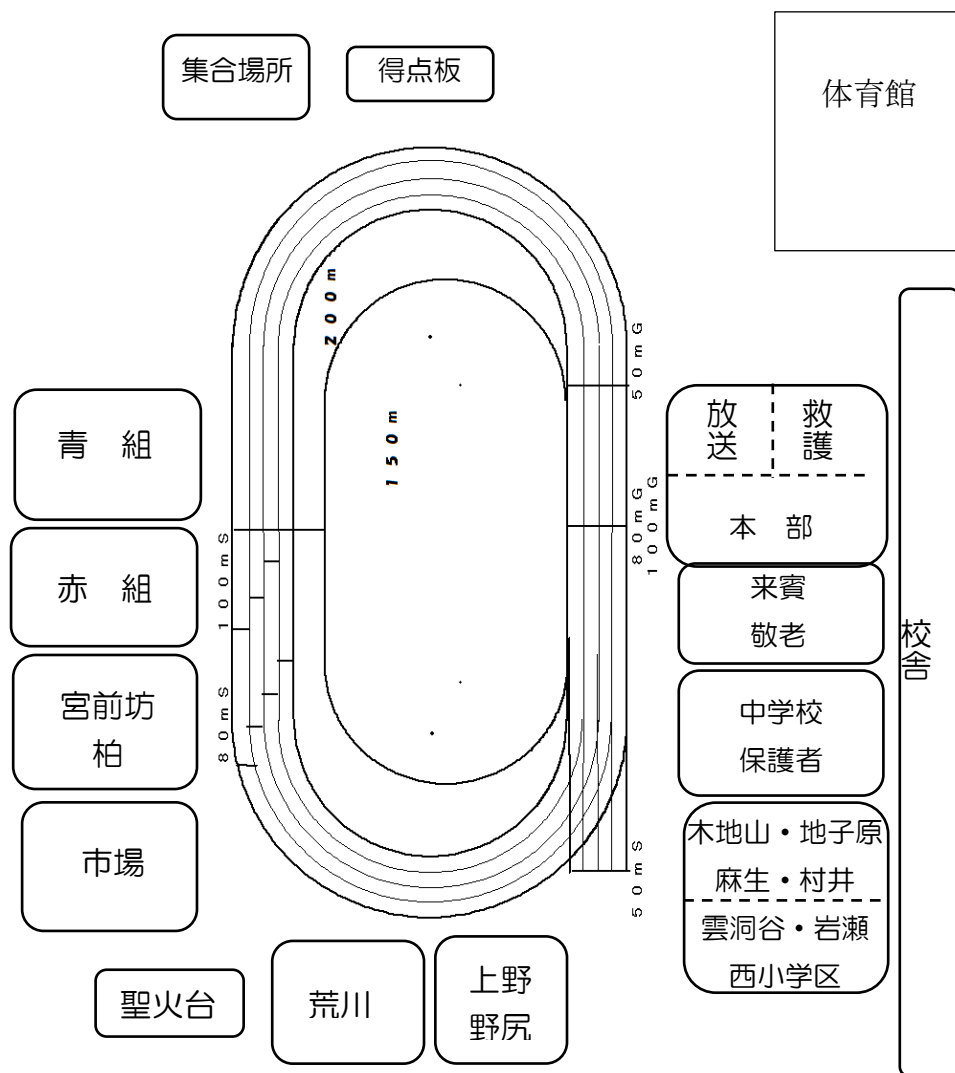 集合場所
得点板
体育館
200m
150m
50mG
80mG
100mG
100mS
80mS
50mS
青 組
赤 組
宮前坊
柏
市場
聖火台
荒川
上野
野尻
放送
救護
本 部
来賓
敬老
中学校
保護者
木地山・地子原
麻生・村井
雲洞谷・岩瀬
西小学区
校舎